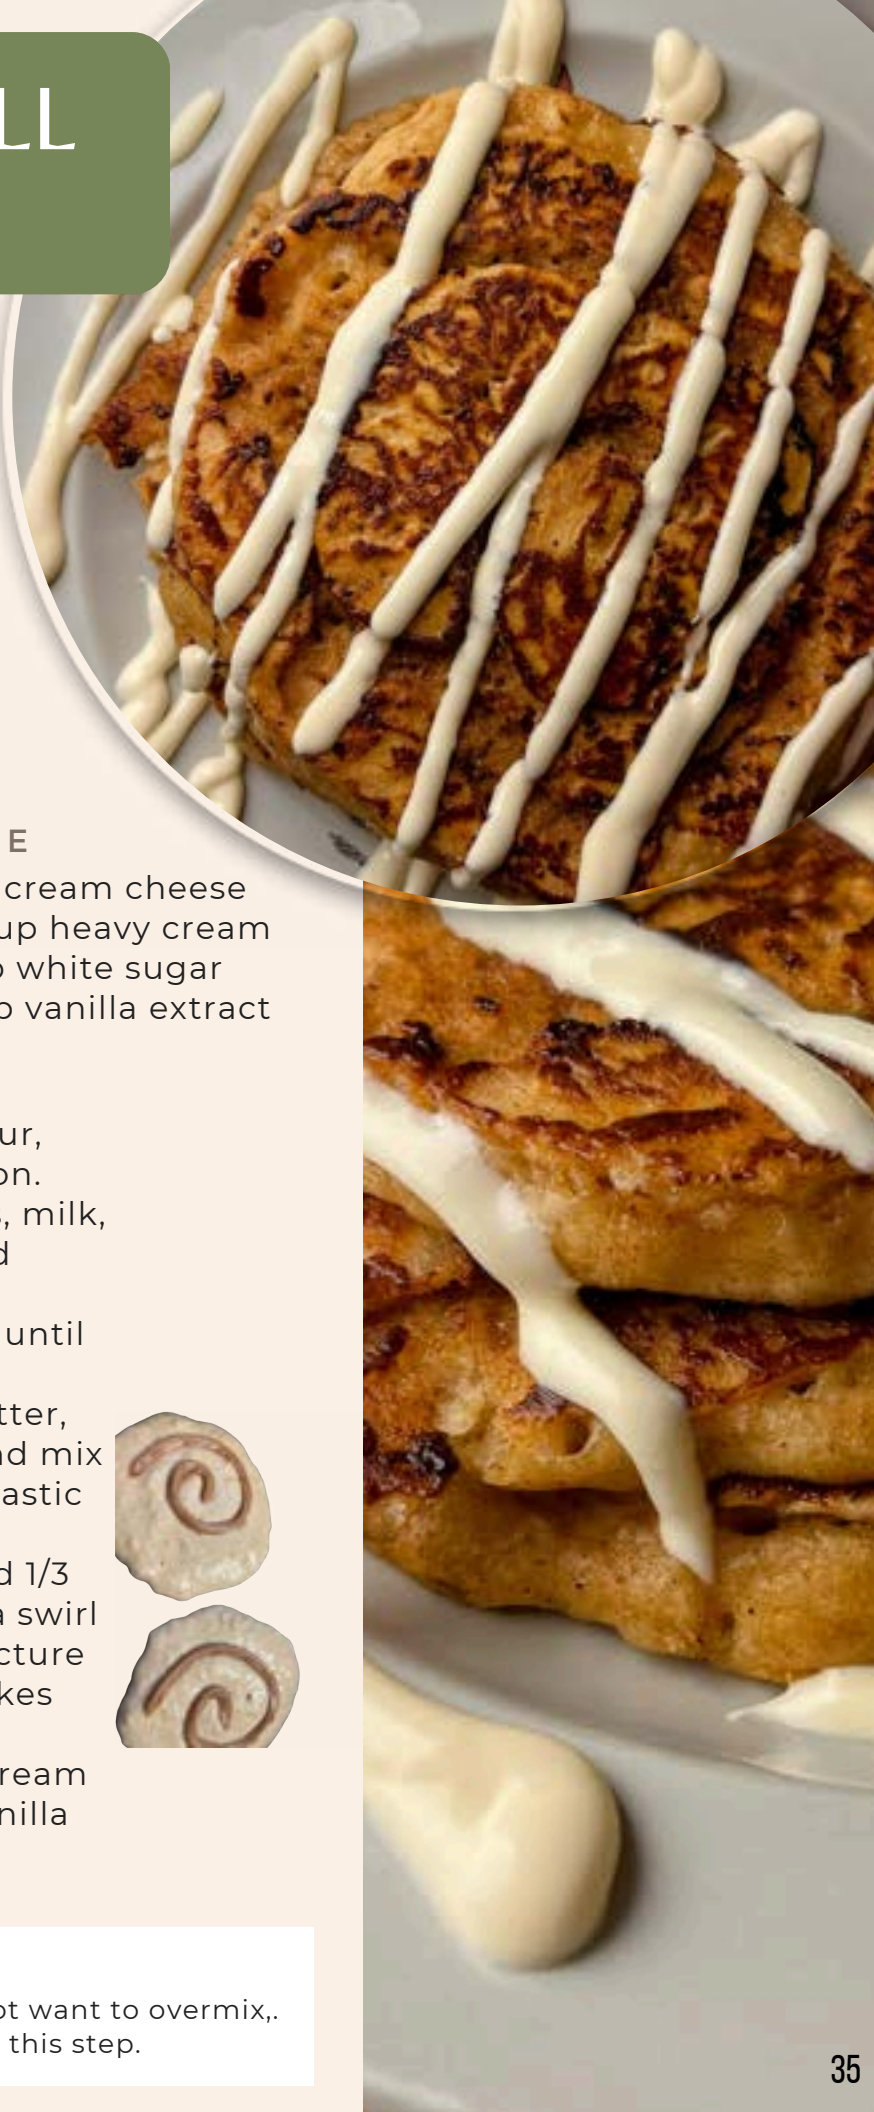 LL
E
cream cheese
up heavy cream
white sugar
vanilla extract
ur,
on.
, milk,
d
until
tter,
nd mix
astic
d 1/3
a swirl
cture
kes
ream
nilla
ot want to overmix,.
this step.
35